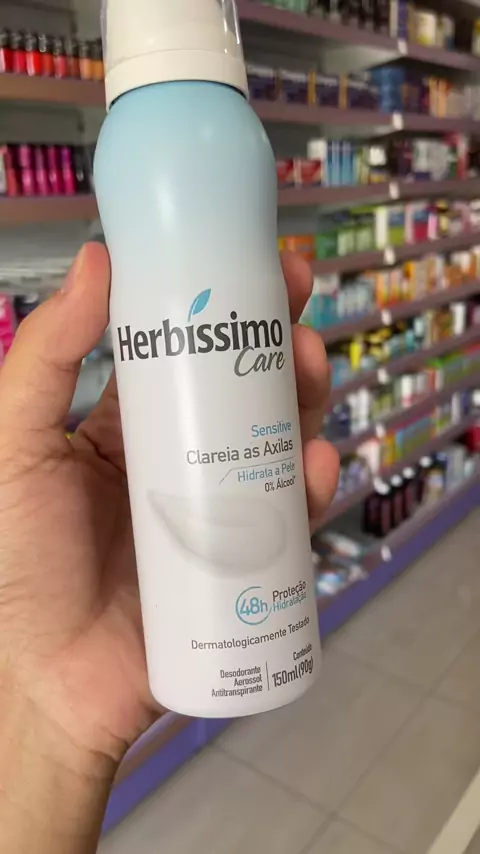 Herbíssimo
Care
Sensitive
Clareia as Axilas
Hidrata a Pele
0% Álcool*
48h Proteção
Hidratação
Dermatologicamente Testado
Desodorante
Aerossol
Antitranspirante
Conteúdo
150ml(90g)